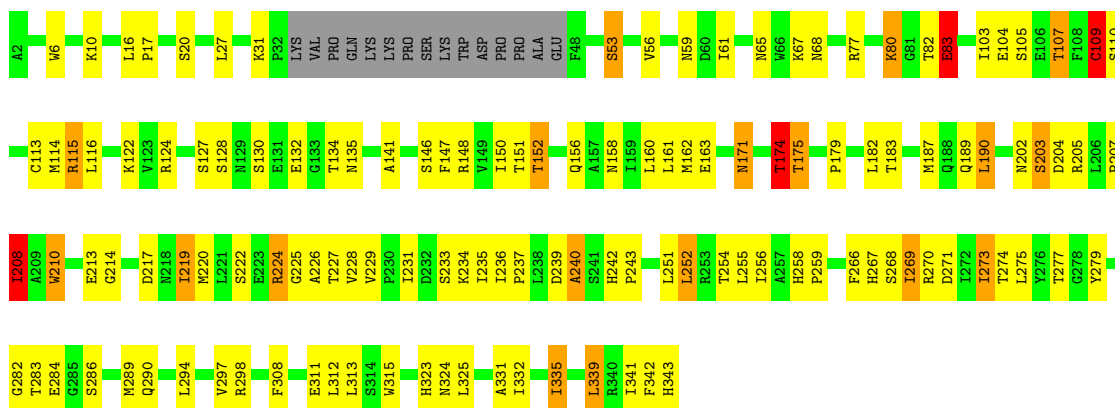 A2 W6 K10 L16 P17 S20 L27 K31 P32 LYS VAL PRO GLN LYS LYS PRO SER LYS TRP ASP PRO PRO ALA GLU F48 S53 V56 N59 D60 I61 N65 W66 K67 N68 R77 K80 G81 T82 E83 I103 E104 S105 E106 T107 F108 C109 S110
C113 M114 R115 L116 K122 V123 R124 S127 S128 N129 S130 E131 E132 G133 T134 N135 A141 S146 F147 R148 V149 I150 T151 T152 Q156 A157 N158 I159 L160 L161 M162 E163 N171 T174 T175 P179 L182 T183 M187 Q188 Q189 L190 N202 S203 D204 R205 L206 R207
I208 A209 W210 E213 G214 D217 N218 I219 M220 L221 S222 E223 R224 G225 A226 T227 V228 V229 P230 I231 D232 S233 K234 I235 I236 P237 L238 D239 A240 S241 H242 P243 L251 L252 R253 T254 L255 I256 A257 H258 P259 F266 H267 S268 I269 R270 D271 I272 I273 T274 L275 Y276 T277 G278 Y279
G282 T283 E284 G285 S286 M289 Q290 L294 V297 R298 F308 E311 L312 L313 S314 W315 H323 N324 L325 A331 I332 I335 L339 R340 I341 F342 H343